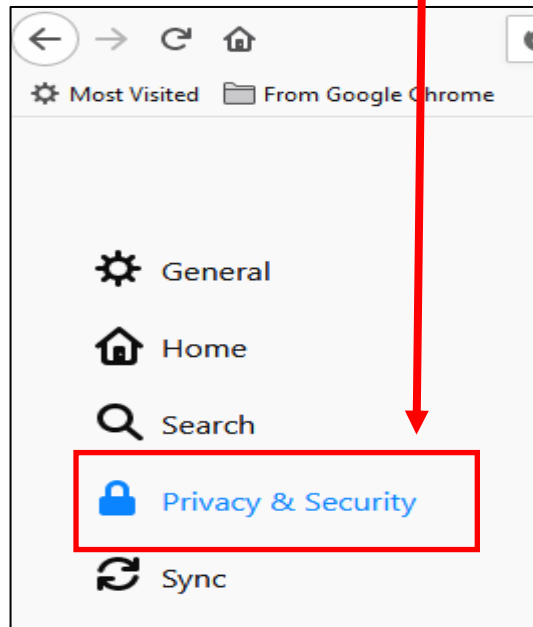 Most Visited From Google Chrome
General
Home
Search
Privacy & Security
Sync